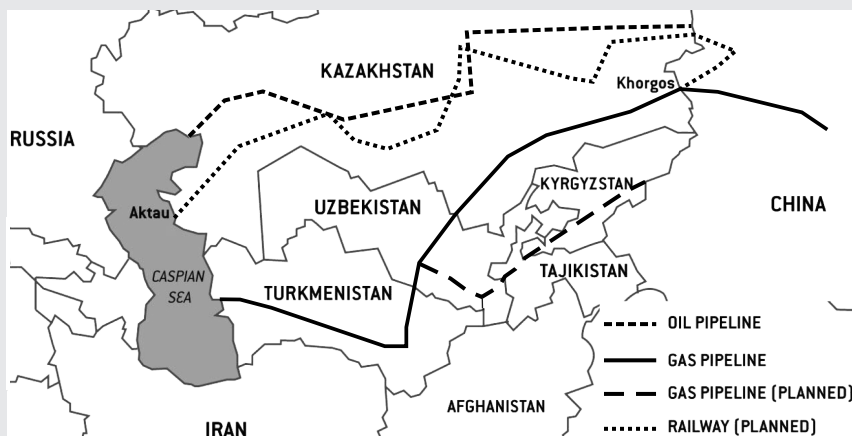 KAZAKHSTAN
Khorgos
RUSSIA
KYRGYZSTAN
Aktau
UZBEKISTAN
CHINA
CASPIAN
SEA
TAJIKISTAN
TURKMENISTAN
OIL PIPELINE
GAS PIPELINE
GAS PIPELINE (PLANNED)
AFGHANISTAN
IRAN
RAILWAY (PLANNED)